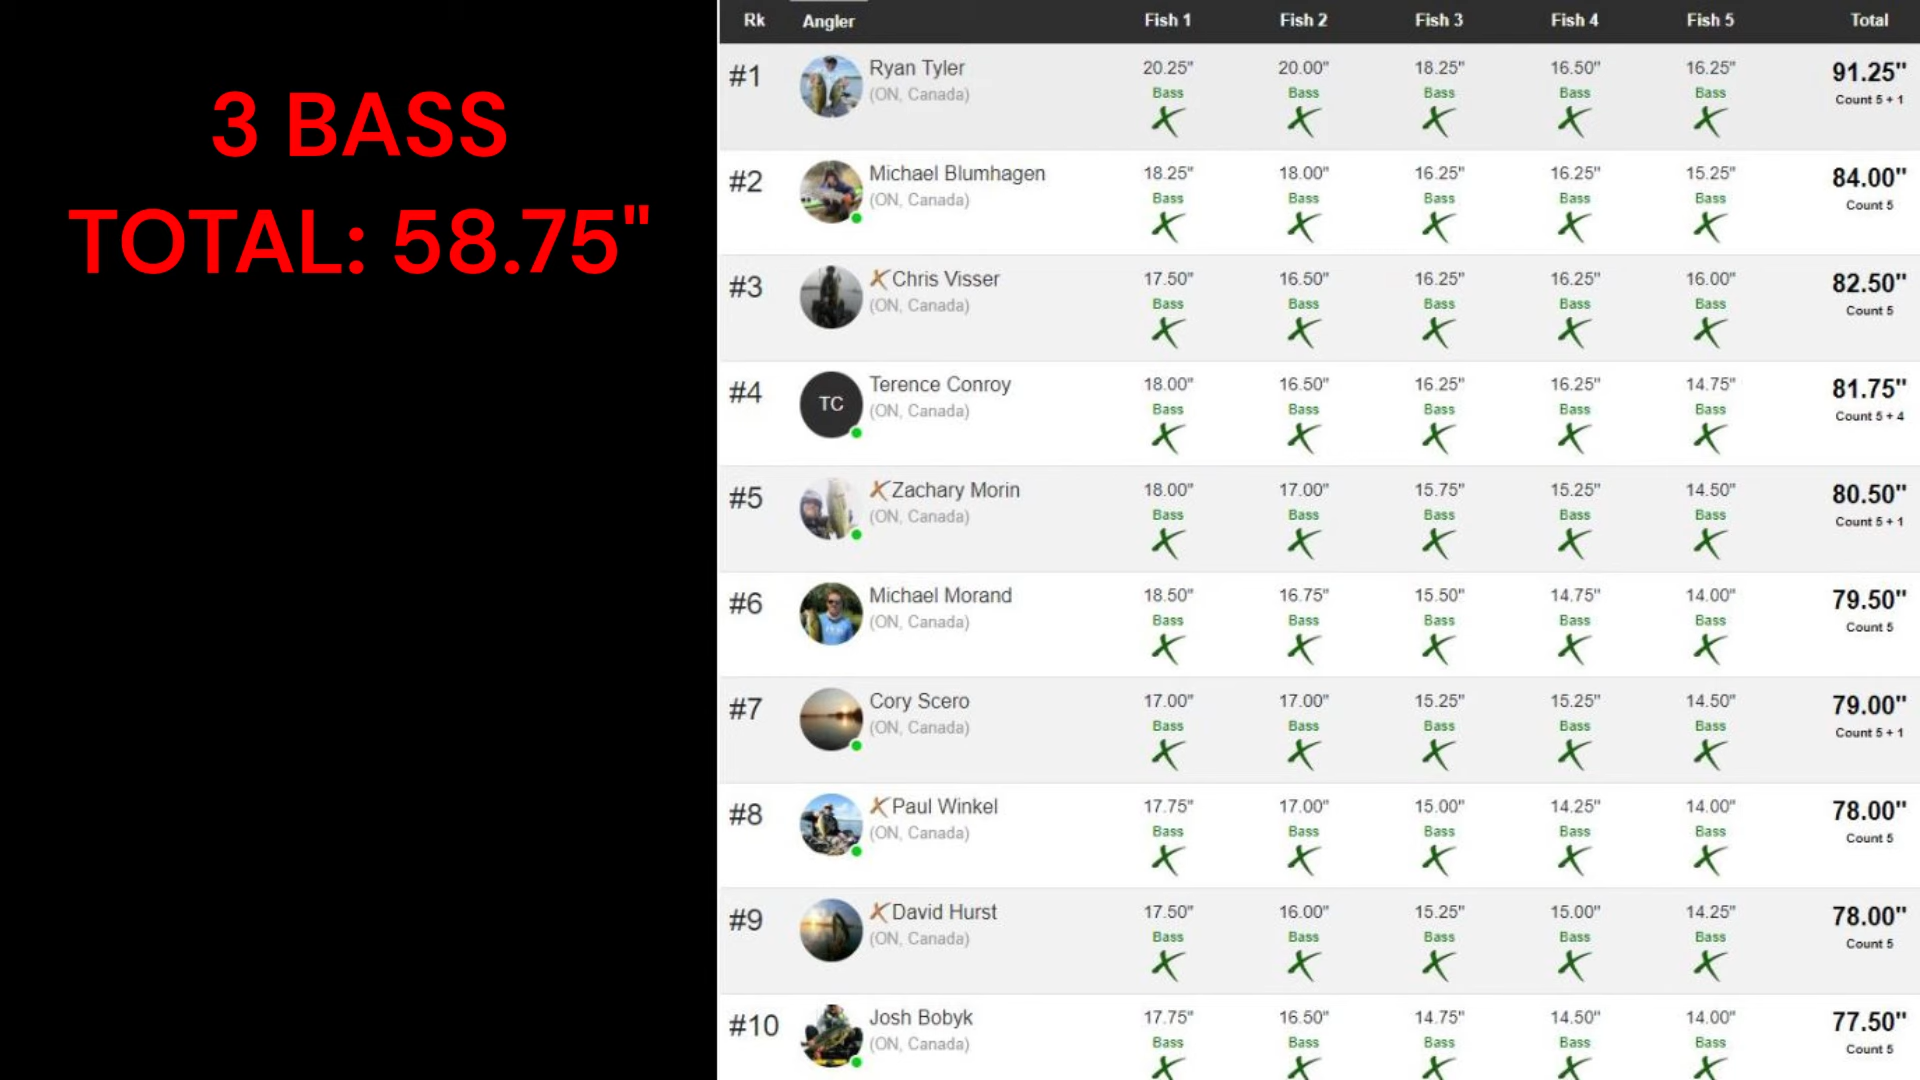 3 BASS
TOTAL: 58.75"
Rk Angler Fish 1 Fish 2 Fish 3 Fish 4 Fish 5 Total
#1 Ryan Tyler 20.25" 20.00" 18.25" 16.50" 16.25" 91.25"
(ON, Canada) Bass Bass Bass Bass Bass Count 5 + 1
#2 Michael Blumhagen 18.25" 18.00" 16.25" 16.25" 15.25" 84.00"
(ON, Canada) Bass Bass Bass Bass Bass Count 5
#3 Chris Visser 17.50" 16.50" 16.25" 16.25" 16.00" 82.50"
(ON, Canada) Bass Bass Bass Bass Bass Count 5
#4 TC Terence Conroy 18.00" 16.50" 16.25" 16.25" 14.75" 81.75"
(ON, Canada) Bass Bass Bass Bass Bass Count 5 + 4
#5 Zachary Morin 18.00" 17.00" 15.75" 15.25" 14.50" 80.50"
(ON, Canada) Bass Bass Bass Bass Bass Count 5 + 1
#6 Michael Morand 18.50" 16.75" 15.50" 14.75" 14.00" 79.50"
(ON, Canada) Bass Bass Bass Bass Bass Count 5
#7 Cory Scero 17.00" 17.00" 15.25" 15.25" 14.50" 79.00"
(ON, Canada) Bass Bass Bass Bass Bass Count 5 + 1
#8 Paul Winkel 17.75" 17.00" 15.00" 14.25" 14.00" 78.00"
(ON, Canada) Bass Bass Bass Bass Bass Count 5
#9 David Hurst 17.50" 16.00" 15.25" 15.00" 14.25" 78.00"
(ON, Canada) Bass Bass Bass Bass Bass Count 5
#10 Josh Bobyk 17.75" 16.50" 14.75" 14.50" 14.00" 77.50"
(ON, Canada) Bass Bass Bass Bass Bass Count 5